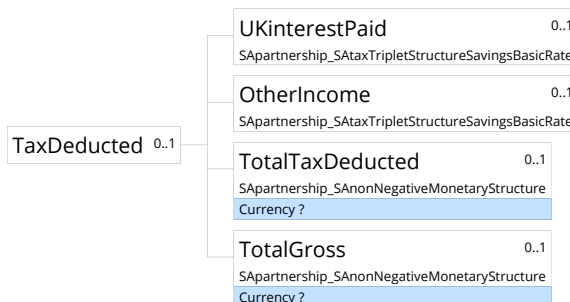 UKinterestPaid 0..1
SApartnership_SAtaxTripletStructureSavingsBasicRate
OtherIncome 0..1
SApartnership_SAtaxTripletStructureSavingsBasicRate
TaxDeducted 0..1
TotalTaxDeducted 0..1
SApartnership_SAnonNegativeMonetaryStructure
Currency ?
TotalGross 0..1
SApartnership_SAnonNegativeMonetaryStructure
Currency ?